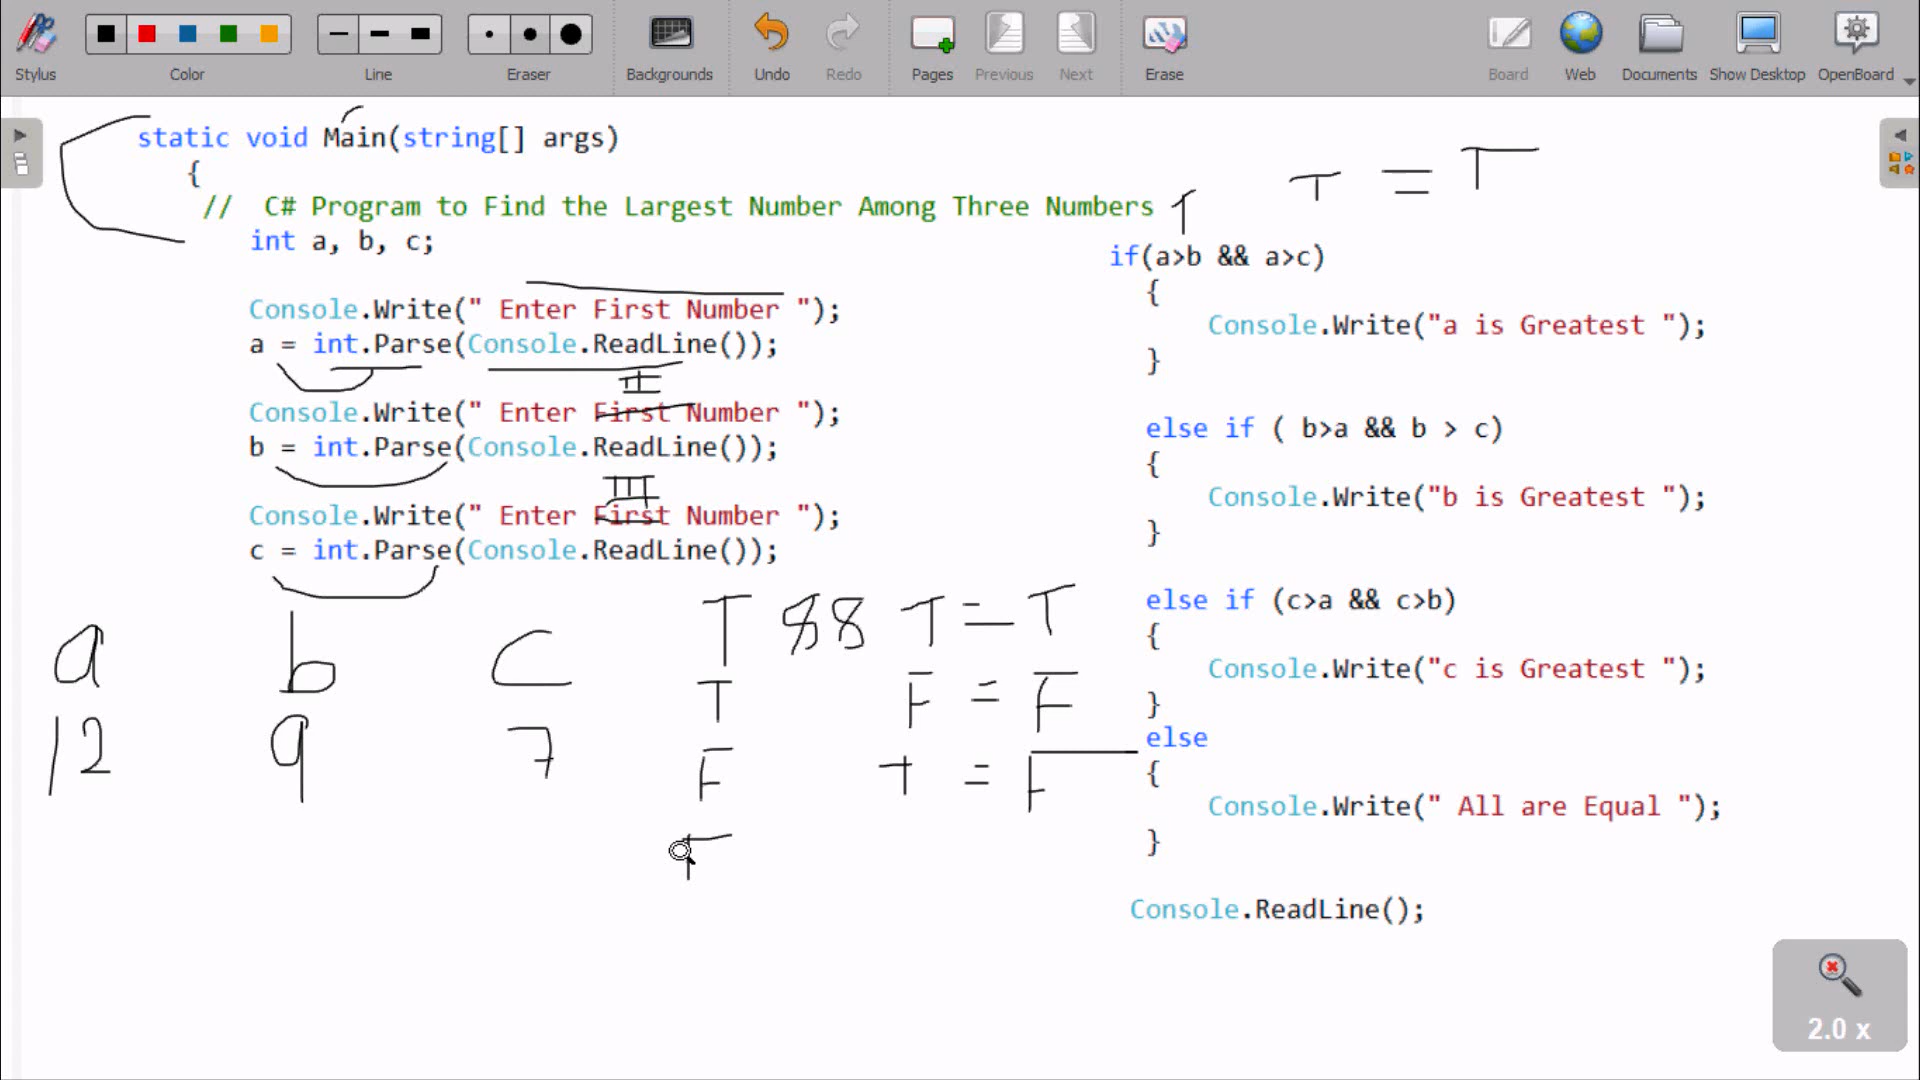 Stylus Color Line Eraser Backgrounds Undo Redo Pages Previous Next Erase Board Web Documents Show Desktop OpenBoard
static void Main(string[] args)
{
// C# Program to Find the Largest Number Among Three Numbers
int a, b, c;
Console.Write(" Enter First Number ");
a = int.Parse(Console.ReadLine());
II
Console.Write(" Enter First Number ");
b = int.Parse(Console.ReadLine());
III
Console.Write(" Enter First Number ");
c = int.Parse(Console.ReadLine());
a b c
12 9 7
T && T = T
T F = F
F T = F
T = T
T
if(a>b && a>c)
{
Console.Write("a is Greatest ");
}
else if ( b>a && b > c)
{
Console.Write("b is Greatest ");
}
else if (c>a && c>b)
{
Console.Write("c is Greatest ");
}
else
{
Console.Write(" All are Equal ");
}
Console.ReadLine();
2.0 x